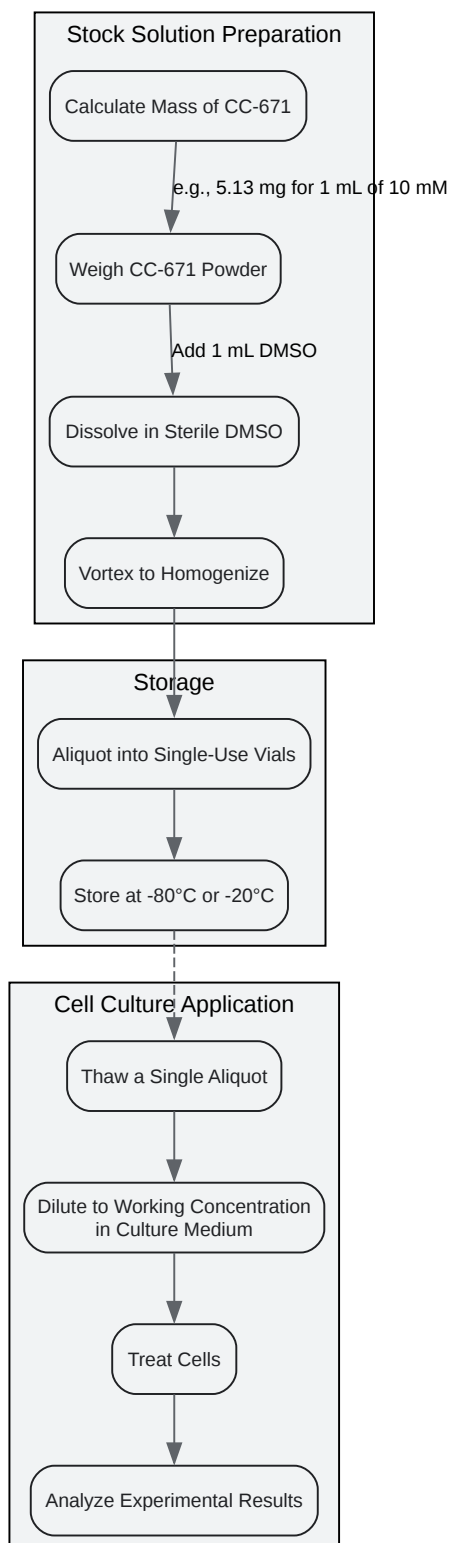 Stock Solution Preparation
Calculate Mass of CC-671
e.g., 5.13 mg for 1 mL of 10 mM
Weigh CC-671 Powder
Add 1 mL DMSO
Dissolve in Sterile DMSO
Vortex to Homogenize
Storage
Aliquot into Single-Use Vials
Store at -80°C or -20°C
Cell Culture Application
Thaw a Single Aliquot
Dilute to Working Concentration
in Culture Medium
Treat Cells
Analyze Experimental Results